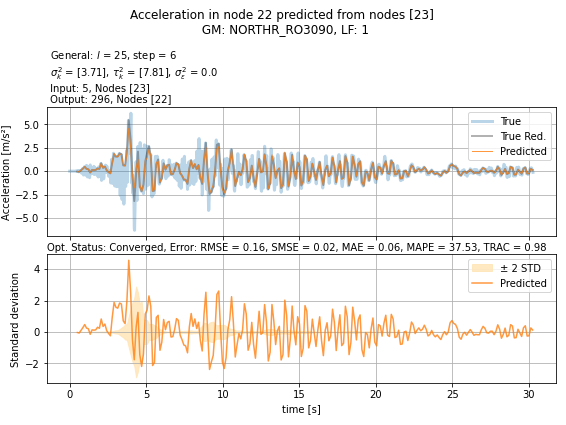 Acceleration in node 22 predicted from nodes [23]
GM: NORTHR_RO3090, LF: 1
General: l = 25, step = 6
σ²ₖ = [3.71], τ²ₖ = [7.81], σ²ε = 0.0
Input: 5, Nodes [23]
Output: 296, Nodes [22]
Acceleration [m/s²]
5.0
2.5
0.0
−2.5
−5.0
True
True Red.
Predicted
Opt. Status: Converged, Error: RMSE = 0.16, SMSE = 0.02, MAE = 0.06, MAPE = 37.53, TRAC = 0.98
Standard deviation
4
2
0
−2
± 2 STD
Predicted
0 5 10 15 20 25 30
time [s]